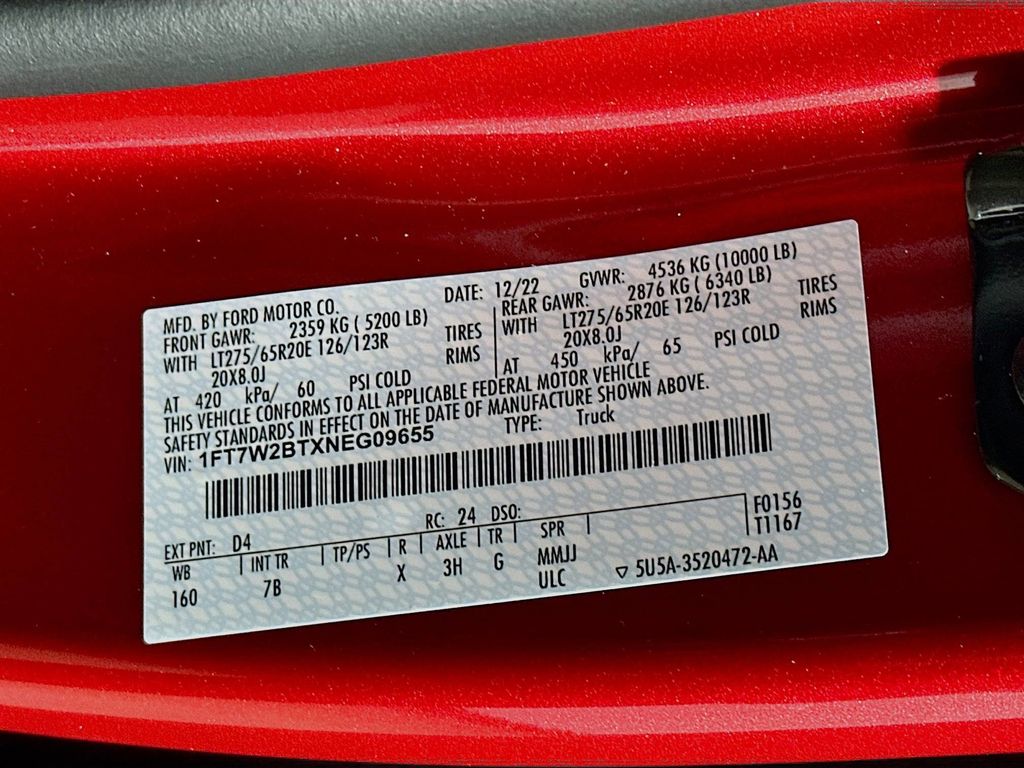 MFD. BY FORD MOTOR CO. DATE: 12/22 GVWR: 4536 KG (10000 LB)
FRONT GAWR: 2359 KG ( 5200 LB) REAR GAWR: 2876 KG ( 6340 LB)
WITH LT275/65R20E 126/123R TIRES WITH LT275/65R20E 126/123R TIRES
20X8.0J RIMS 20X8.0J RIMS
AT 420 kPa/ 60 PSI COLD AT 450 kPa/ 65 PSI COLD
THIS VEHICLE CONFORMS TO ALL APPLICABLE FEDERAL MOTOR VEHICLE
SAFETY STANDARDS IN EFFECT ON THE DATE OF MANUFACTURE SHOWN ABOVE.
VIN: 1FT7W2BTXNEG09655 TYPE: Truck
EXT PNT: D4 RC: 24 DSO: F0156
WB INT TR TP/PS R AXLE TR SPR T1167
160 7B X 3H G MMJJ
ULC ▽ 5U5A-3520472-AA